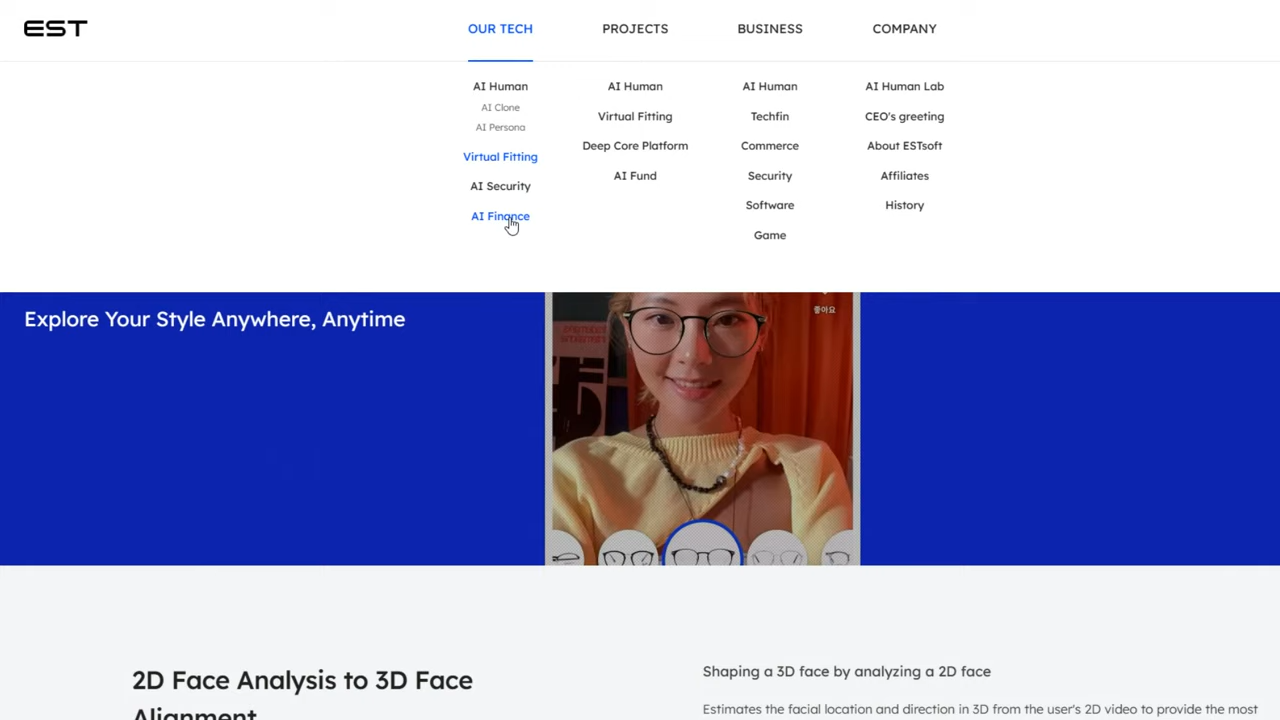 EST
OUR TECH
PROJECTS
BUSINESS
COMPANY
AI Human
AI Clone
AI Persona
Virtual Fitting
AI Security
AI Finance
AI Human
Virtual Fitting
Deep Core Platform
AI Fund
AI Human
Techfin
Commerce
Security
Software
Game
AI Human Lab
CEO's greeting
About ESTsoft
Affiliates
History
Explore Your Style Anywhere, Anytime
좋아요
2D Face Analysis to 3D Face
Alignment
Shaping a 3D face by analyzing a 2D face
Estimates the facial location and direction in 3D from the user's 2D video to provide the most